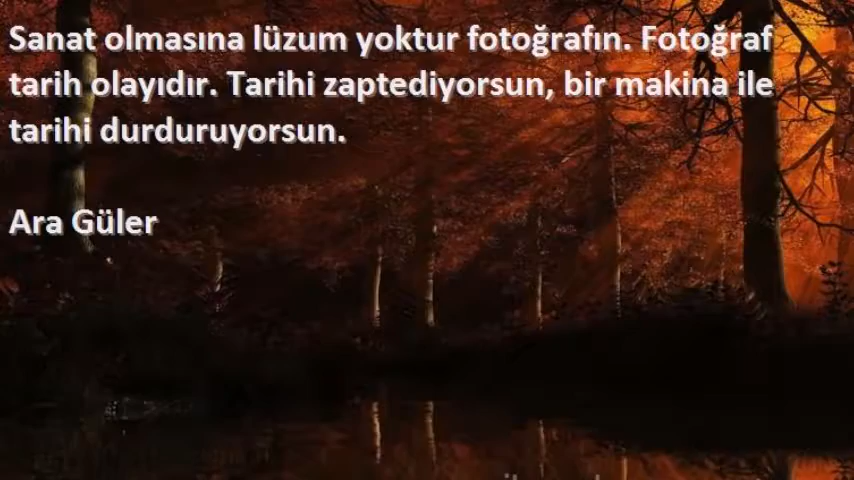 Sanat olmasına lüzum yoktur fotoğrafın. Fotoğraf
tarih olayıdır. Tarihi zaptediyorsun, bir makina ile
tarihi durduruyorsun.
Ara Güler